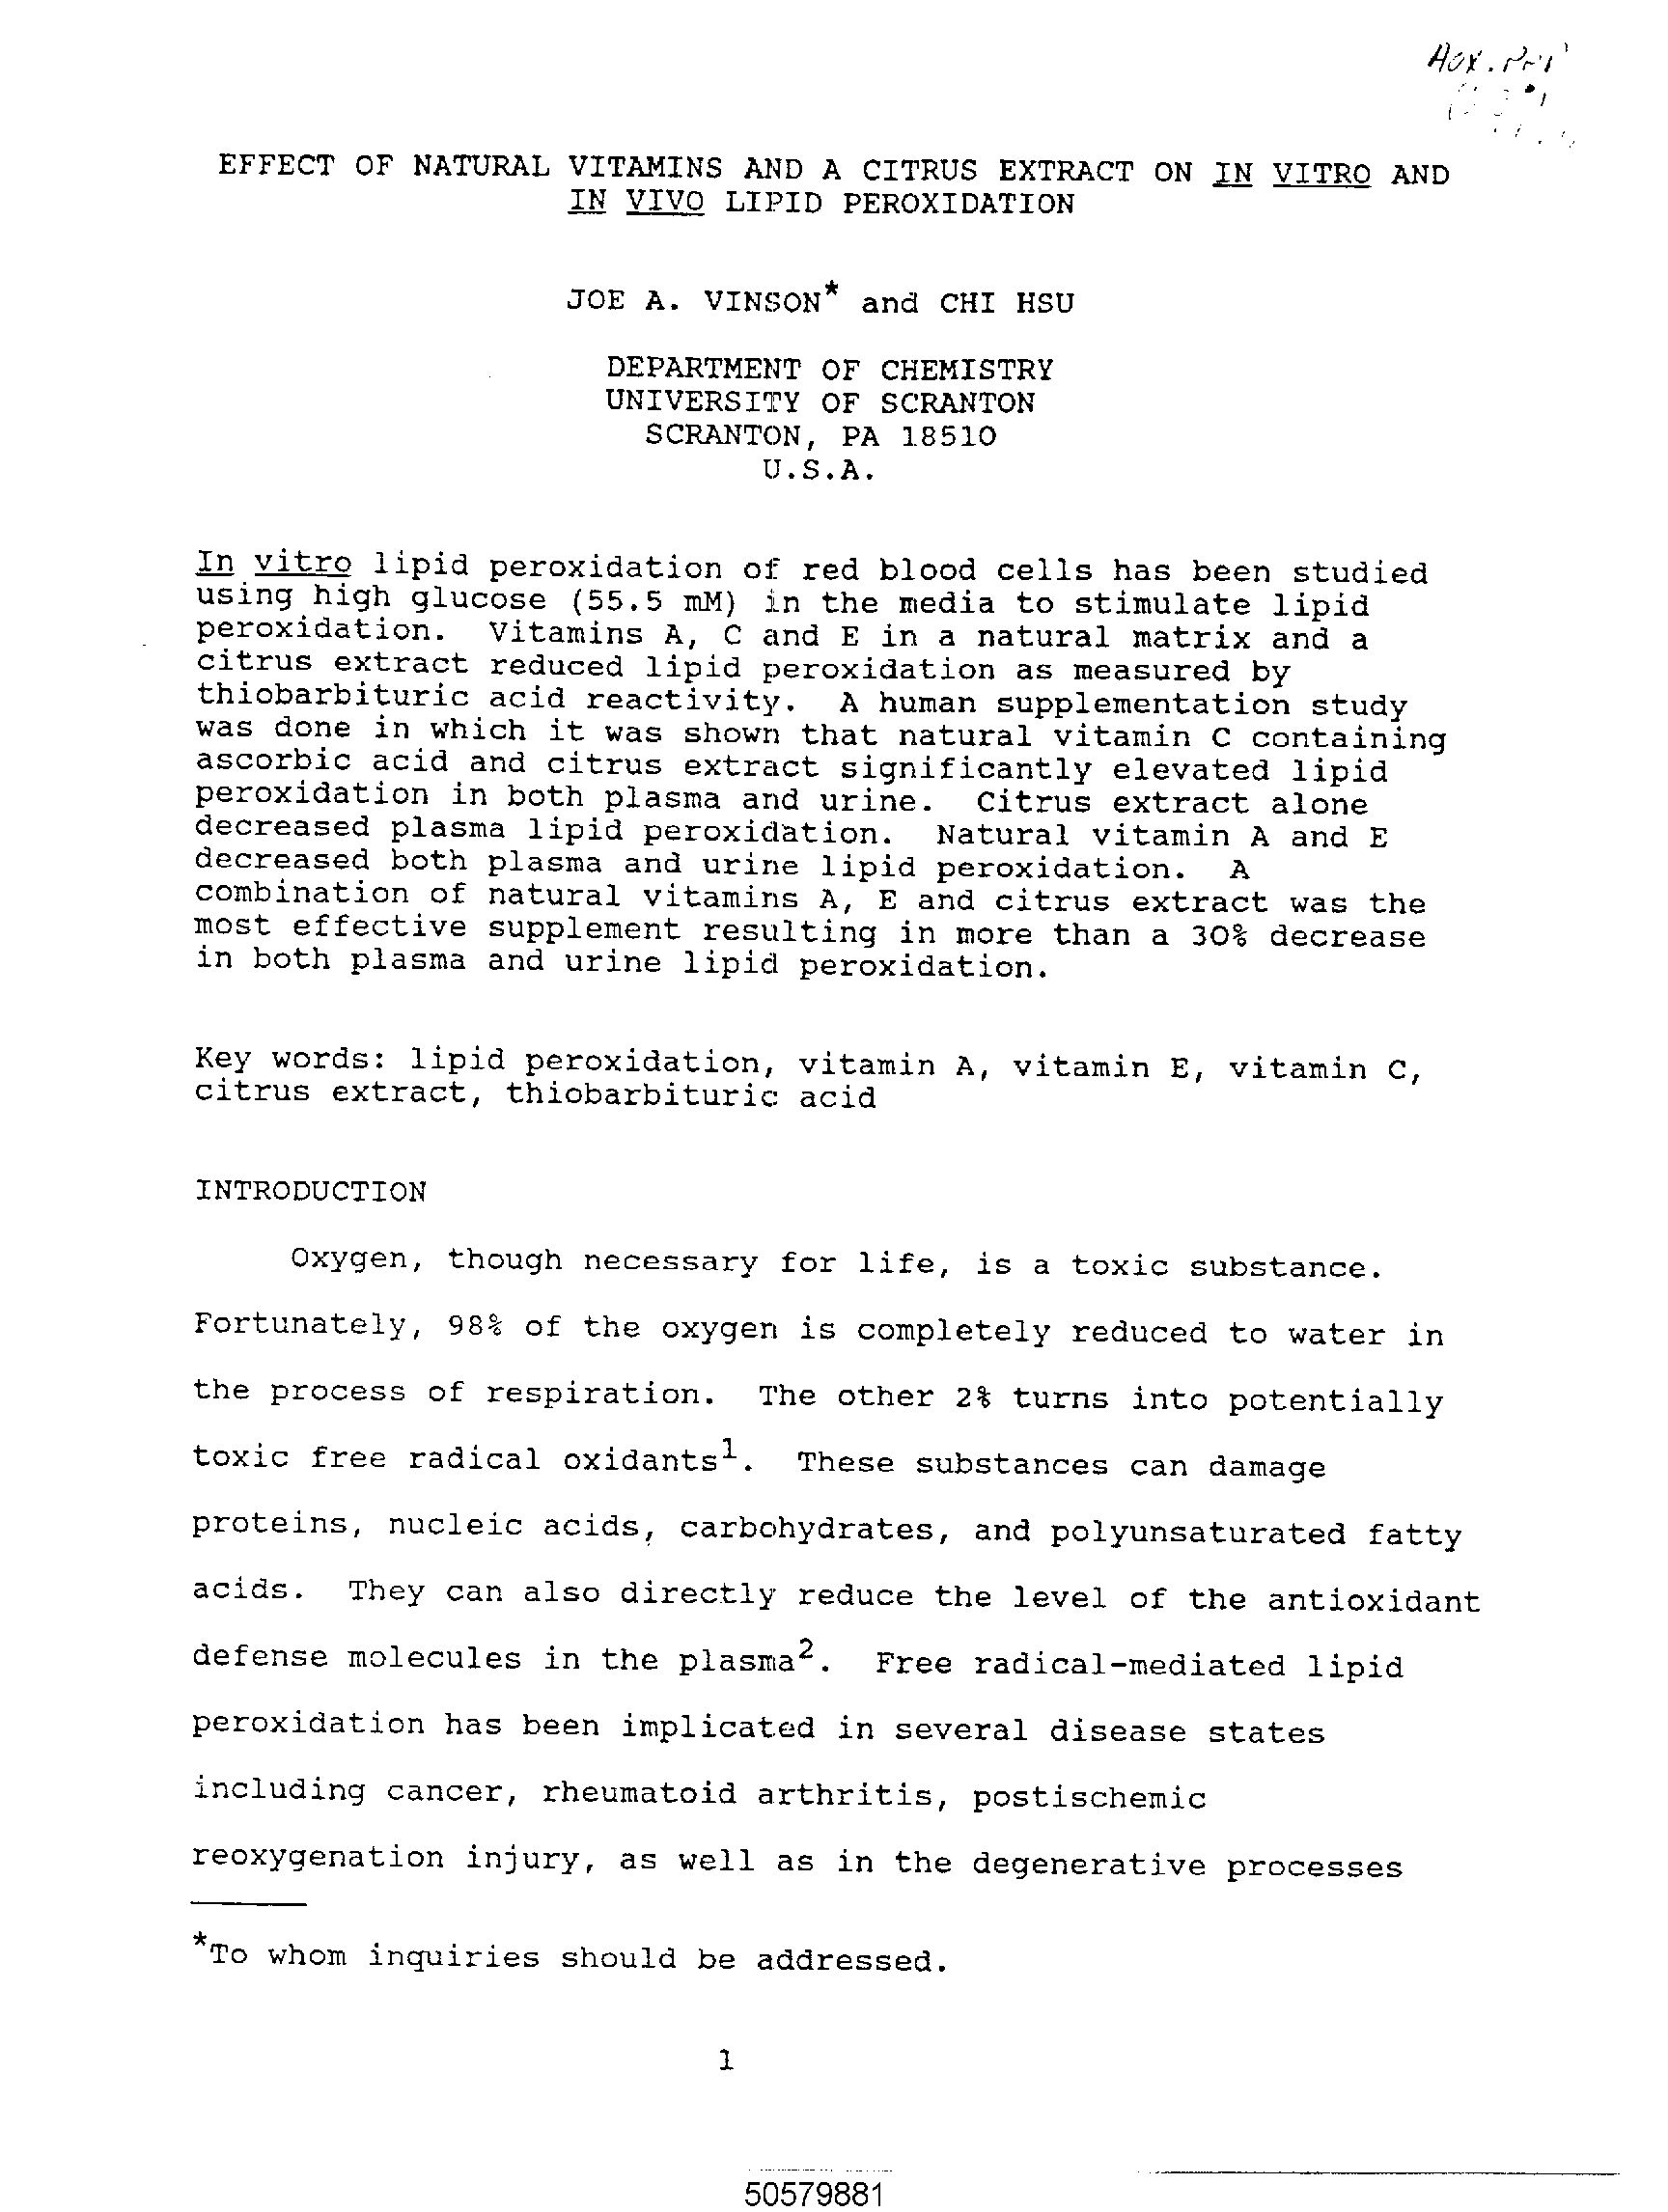 EFFECT OF NATURAL VITAMINS AND A CITRUS EXTRACT ON IN VITRO AND
IN VIVO LIPID PEROXIDATION
JOE A. VINSON* and CHI HSU
DEPARTMENT OF CHEMISTRY
UNIVERSITY OF SCRANTON
SCRANTON, PA 18510
U.S.A.
In vitro lipid peroxidation of red blood cells has been studied
using high glucose (55.5 mM) in the media to stimulate lipid
peroxidation. Vitamins A, C and E in a natural matrix and a
citrus extract reduced lipid peroxidation as measured by
thiobarbituric acid reactivity. A human supplementation study
was done in which it was shown that natural vitamin C containing
ascorbic acid and citrus extract significantly elevated lipid
peroxidation in both plasma and urine. Citrus extract alone
decreased plasma lipid peroxidation. Natural vitamin A and E
decreased both plasma and urine lipid peroxidation. A
combination of natural vitamins A, E and citrus extract was the
most effective supplement resulting in more than a 30% decrease
in both plasma and urine lipid peroxidation.
Key words: lipid peroxidation, vitamin A, vitamin E, vitamin C,
citrus extract, thiobarbituric acid
INTRODUCTION
Oxygen, though necessary for life, is a toxic substance.
Fortunately, 98% of the oxygen is completely reduced to water in
the process of respiration. The other 2% turns into potentially
toxic free radical oxidants1. These substances can damage
proteins, nucleic acids, carbohydrates, and polyunsaturated fatty
acids. They can also directly reduce the level of the antioxidant
defense molecules in the plasma2. Free radical-mediated lipid
peroxidation has been implicated in several disease states
including cancer, rheumatoid arthritis, postischemic
reoxygenation injury, as well as in the degenerative processes
*To whom inquiries should be addressed.
1
50579881